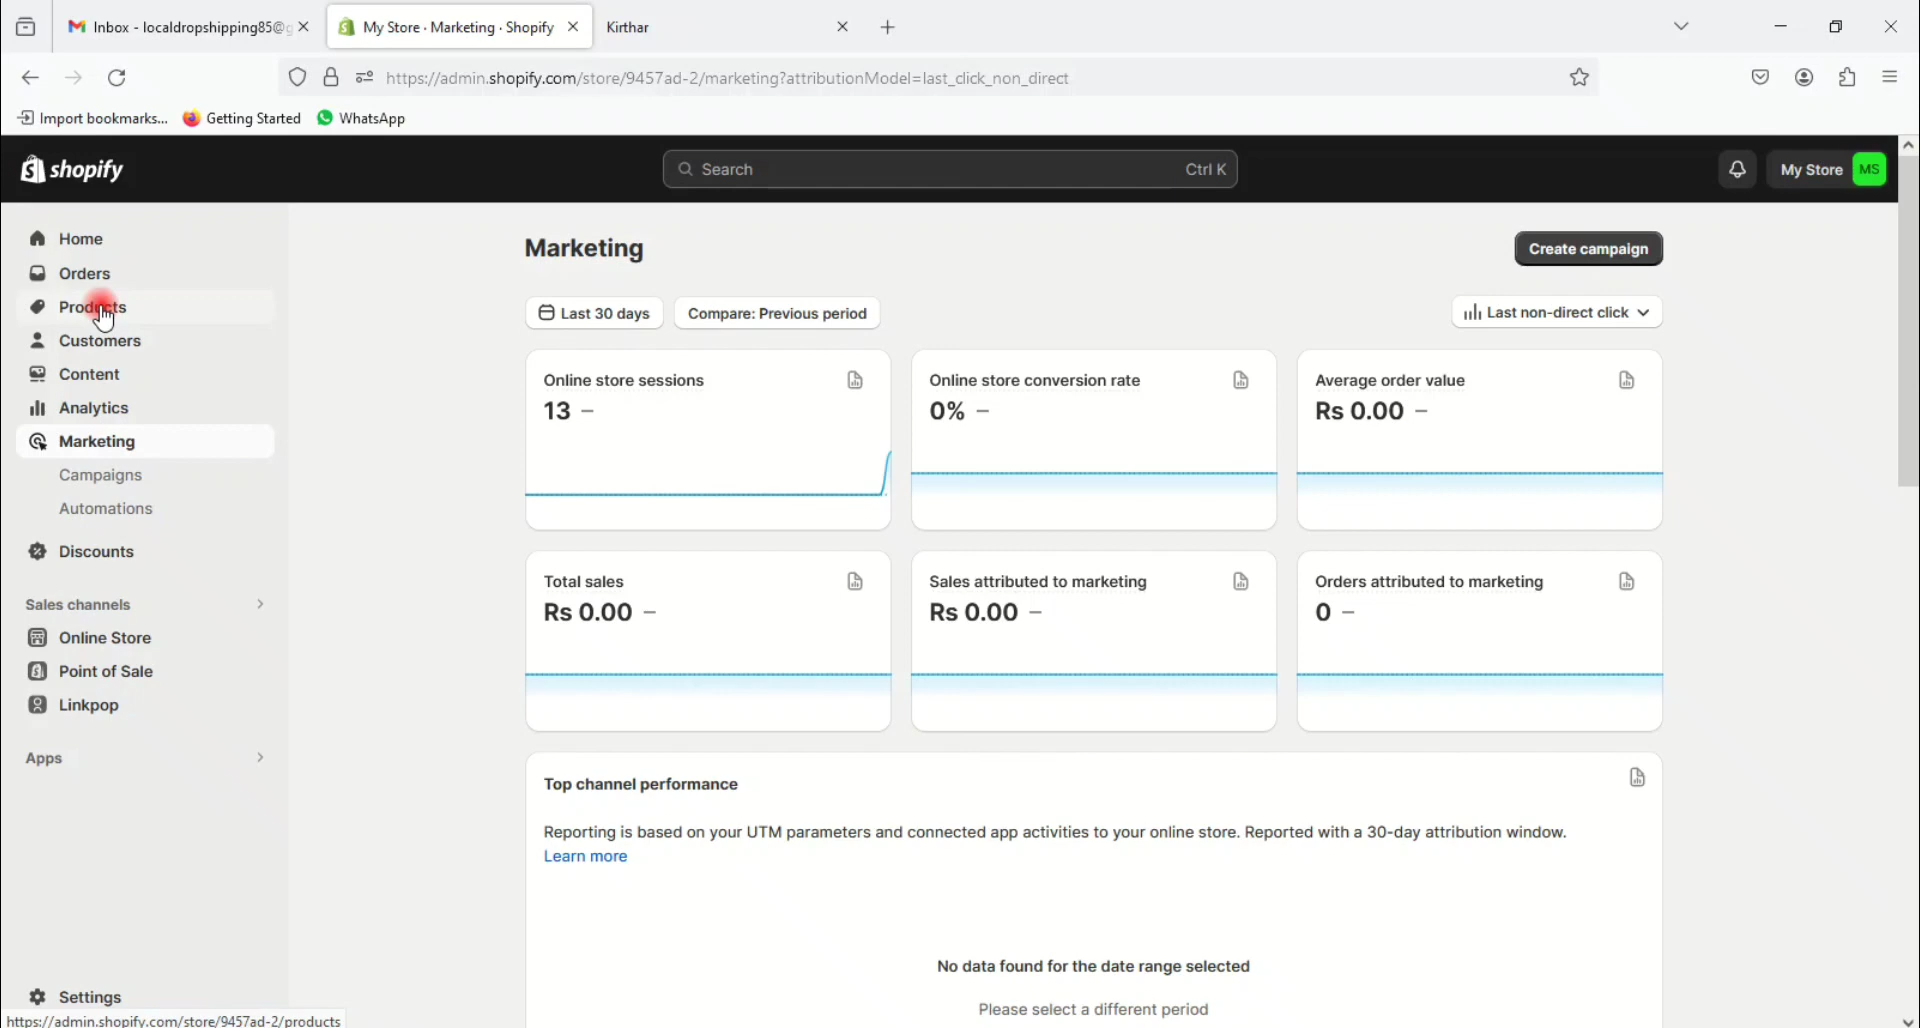 Inbox - localdropshipping85@g
My Store · Marketing · Shopify
Kirthar
https://admin.shopify.com/store/9457ad-2/marketing?attributionModel=last_click_non_direct
Import bookmarks...
Getting Started
WhatsApp
shopify
Search
Ctrl K
My Store
MS
Home
Orders
Products
Customers
Content
Analytics
Marketing
Campaigns
Automations
Discounts
Sales channels
Online Store
Point of Sale
Linkpop
Apps
Settings
https://admin.shopify.com/store/9457ad-2/products
Marketing
Create campaign
Last 30 days
Compare: Previous period
Last non-direct click
Online store sessions
13 –
Online store conversion rate
0% –
Average order value
Rs 0.00 –
Total sales
Rs 0.00 –
Sales attributed to marketing
Rs 0.00 –
Orders attributed to marketing
0 –
Top channel performance
Reporting is based on your UTM parameters and connected app activities to your online store. Reported with a 30-day attribution window.
Learn more
No data found for the date range selected
Please select a different period